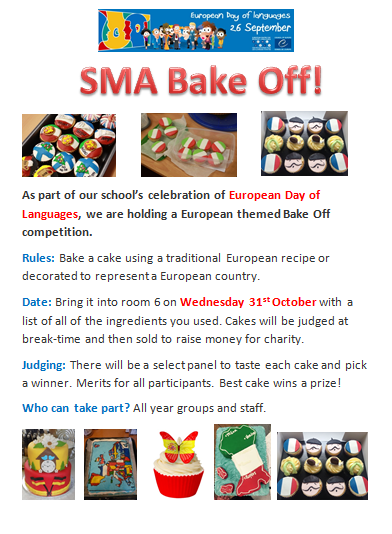 European Day of languages
26 September
SMA Bake Off!
As part of our school's celebration of European Day of
Languages, we are holding a European themed Bake Off
competition.
Rules: Bake a cake using a traditional European recipe or
decorated to represent a European country.
Date: Bring it into room 6 on Wednesday 31st October with a
list of all of the ingredients you used. Cakes will be judged at
break-time and then sold to raise money for charity.
Judging: There will be a select panel to taste each cake and pick
a winner. Merits for all participants. Best cake wins a prize!
Who can take part? All year groups and staff.